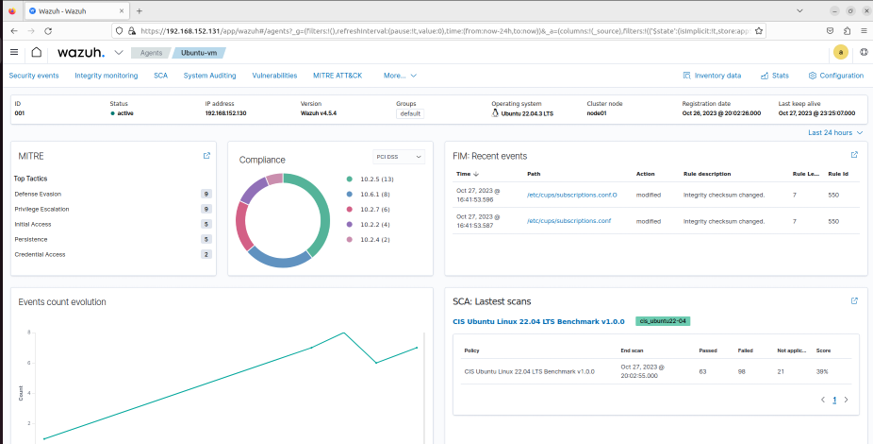 Wazuh - Wazuh
https://192.168.152.131/app/wazuh#/agents?_g=(filters:!(),refreshInterval:(pause:!t,value:0),time:(from:now-24h,to:now))&_a=(columns:!(_source),filters:!(('$state':(isImplicit:!t,store:app
wazuh. Agents Ubuntu-vm a
Security events Integrity monitoring SCA System Auditing Vulnerabilities MITRE ATT&CK More... Inventory data Stats Configuration
ID Status IP address Version Groups Operating system Cluster node Registration date Last keep alive
001 active 192.168.152.130 Wazuh v4.5.4 default Ubuntu 22.04.3 LTS node01 Oct 26, 2023 @ 20:02:26.000 Oct 27, 2023 @ 23:25:07.000
Last 24 hours
MITRE
Top Tactics
Defense Evasion 9
Privilege Escalation 9
Initial Access 5
Persistence 5
Credential Access 2
Compliance PCI DSS
10.2.5 (13)
10.6.1 (8)
10.2.7 (6)
10.2.2 (4)
10.2.4 (2)
FIM: Recent events
Time Path Action Rule description Rule Le... Rule Id
Oct 27, 2023 @
16:41:53.596 /etc/cups/subscriptions.conf.O modified Integrity checksum changed. 7 550
Oct 27, 2023 @
16:41:53.587 /etc/cups/subscriptions.conf modified Integrity checksum changed. 7 550
Events count evolution
Count
8
6
4
2
SCA: Lastest scans
CIS Ubuntu Linux 22.04 LTS Benchmark v1.0.0 cis_ubuntu22-04
Policy End scan Passed Failed Not applic... Score
CIS Ubuntu Linux 22.04 LTS Benchmark v1.0.0 Oct 27, 2023 @
20:02:55.000 63 98 21 39%
1